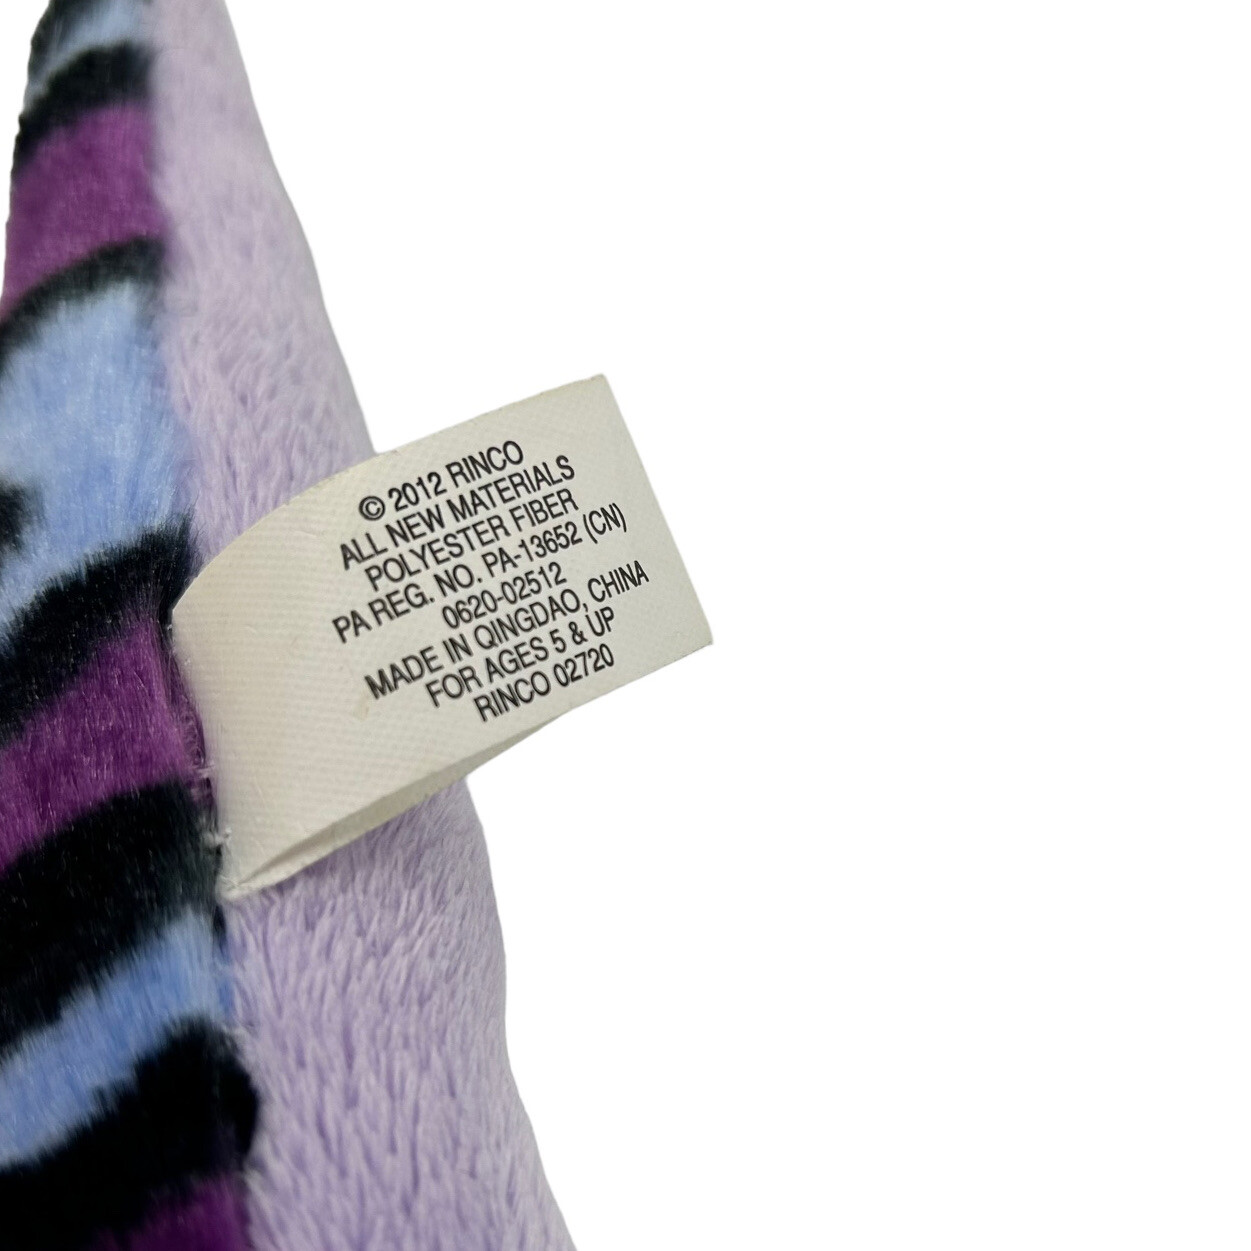 © 2012 RINCO
ALL NEW MATERIALS
POLYESTER FIBER
PA REG. NO. PA-13652 (CN)
0620-02512
MADE IN QINGDAO, CHINA
FOR AGES 5 & UP
RINCO 02720